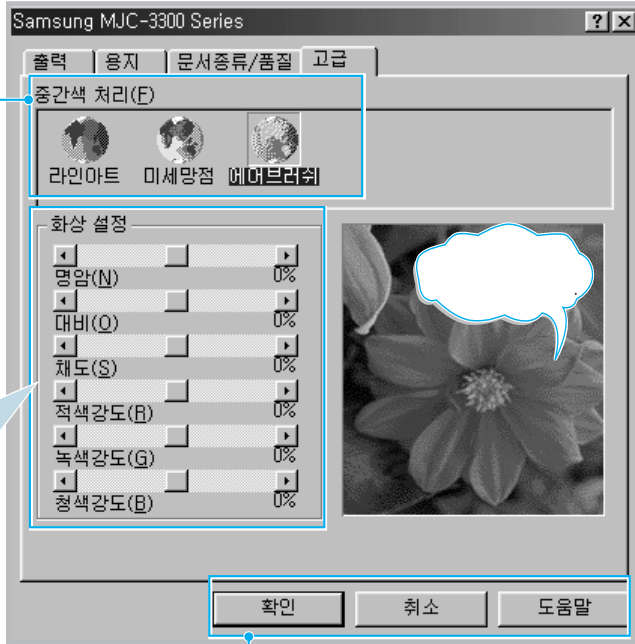 Samsung MJC-3300 Series
출력 용지 문서종류/품질 고급
중간색 처리(F)
라인아트 미세망점 에어브러쉬
화상 설정
0%
명암(N)
0%
대비(O)
0%
채도(S)
0%
적색강도(R)
0%
녹색강도(G)
0%
청색강도(B)
확인 취소 도움말